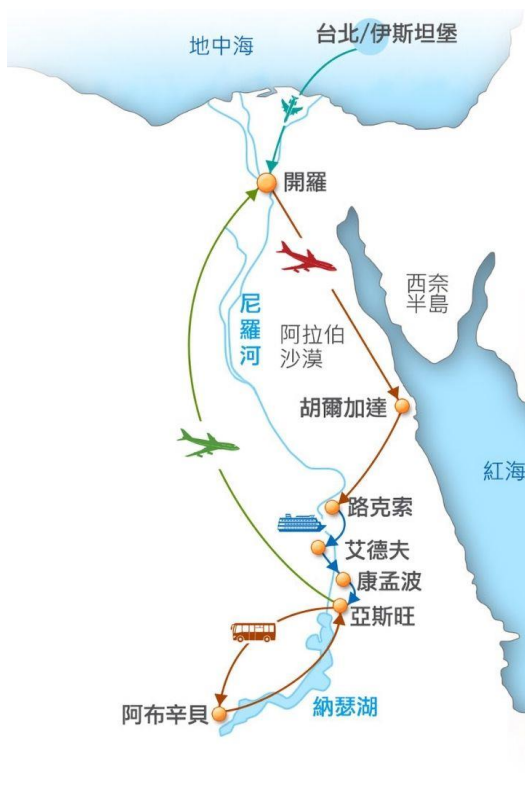 台北/伊斯坦堡
地中海
開羅
西奈
半島
尼
羅
河
阿拉伯
沙漠
胡爾加達
紅海
路克索
艾德夫
康孟波
亞斯旺
納瑟湖
阿布辛貝